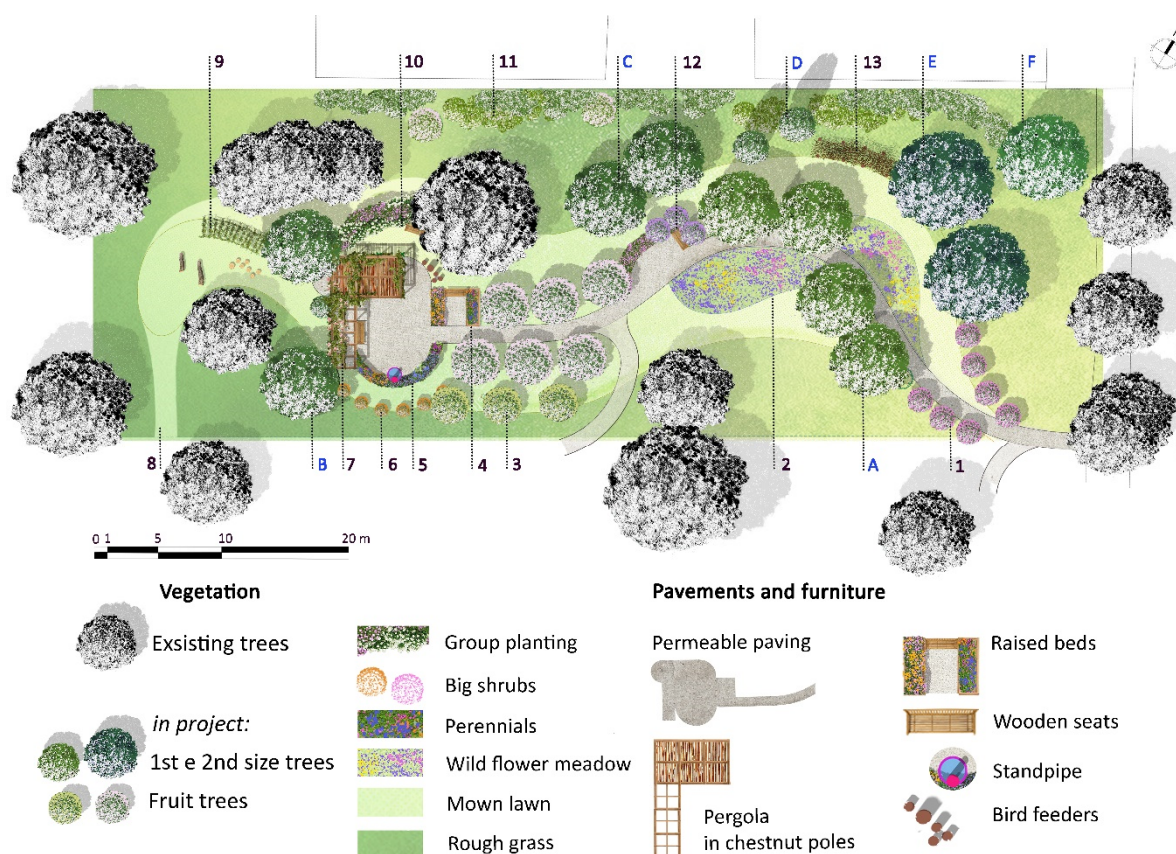 9 10 11 C 12 D 13 E F
8 B 7 6 5 4 3 2 A 1
0 1 5 10 20 m
Vegetation
Exsisting trees
in project:
1st e 2nd size trees
Fruit trees
Group planting
Big shrubs
Perennials
Wild flower meadow
Mown lawn
Rough grass
Pavements and furniture
Permeable paving
Pergola
in chestnut poles
Raised beds
Wooden seats
Standpipe
Bird feeders